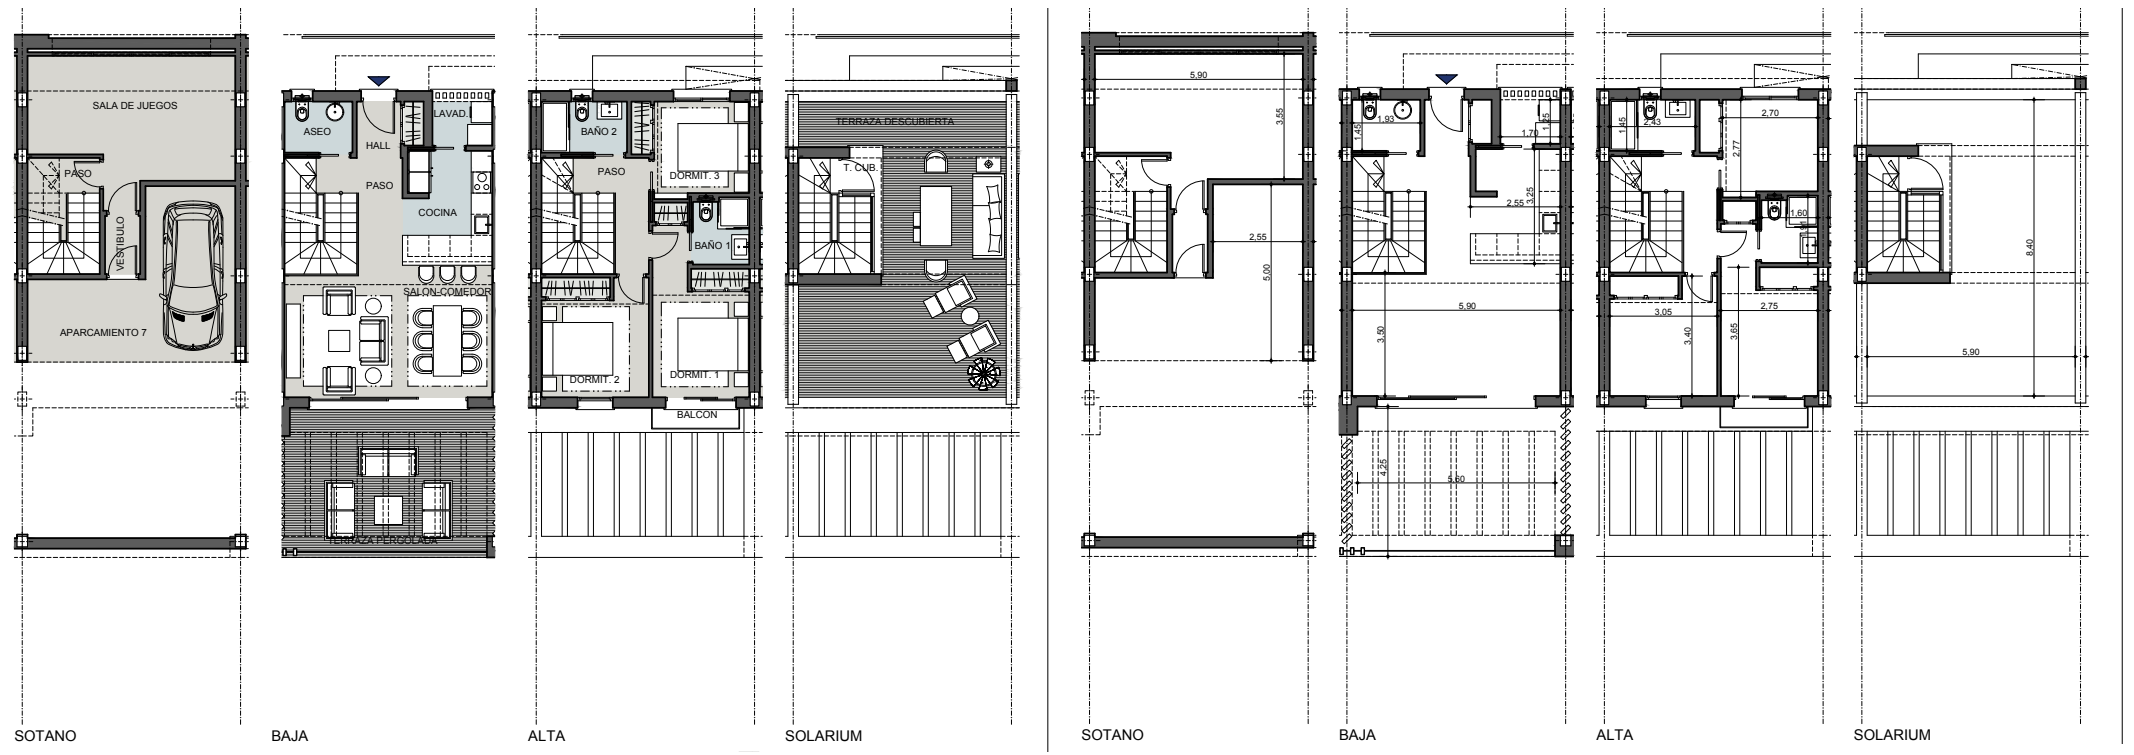 SALA DE JUEGOS
PASO
VESTIBULO
APARCAMIENTO 7
SOTANO
ASEO
HALL
LAVAD.
PASO
COCINA
SALON-COMEDOR
TERRAZA PERGOLADA
BAJA
BAÑO 2
PASO
DORMIT. 3
BAÑO 1
DORMIT. 2
DORMIT. 1
BALCON
ALTA
TERRAZA DESCUBIERTA
T. CUB.
SOLARIUM
5,90
3,55
2,55
5,00
SOTANO
1,93
1,45
1,70
1,25
3,25
2,55
5,90
3,50
4,25
5,60
BAJA
1,45
2,43
2,70
2,77
1,60
3,05
3,40
2,75
3,65
ALTA
8,40
5,90
SOLARIUM